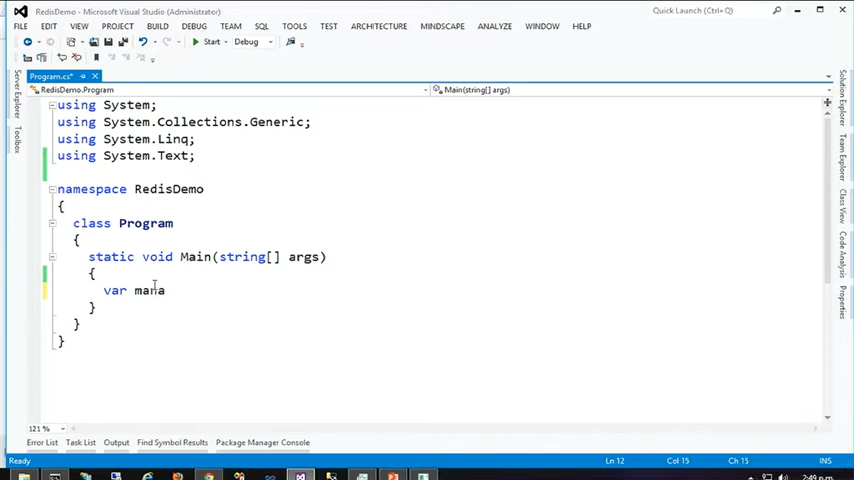 RedisDemo - Microsoft Visual Studio (Administrator)
Quick Launch (Ctrl+Q)
FILE EDIT VIEW PROJECT BUILD DEBUG TEAM SQL TOOLS TEST ARCHITECTURE MINDSCAPE ANALYZE WINDOW HELP
Start Debug
Program.cs*
RedisDemo.Program
Main(string[] args)
Server Explorer
Toolbox
using System;
using System.Collections.Generic;
using System.Linq;
using System.Text;
namespace RedisDemo
{
class Program
{
static void Main(string[] args)
{
var mana
}
}
}
Solution Explorer
Team Explorer
Class View
Code Analysis
Properties
121 %
Error List Task List Output Find Symbol Results Package Manager Console
Ready Ln 12 Col 15 Ch 15 INS
2:49 p.m.